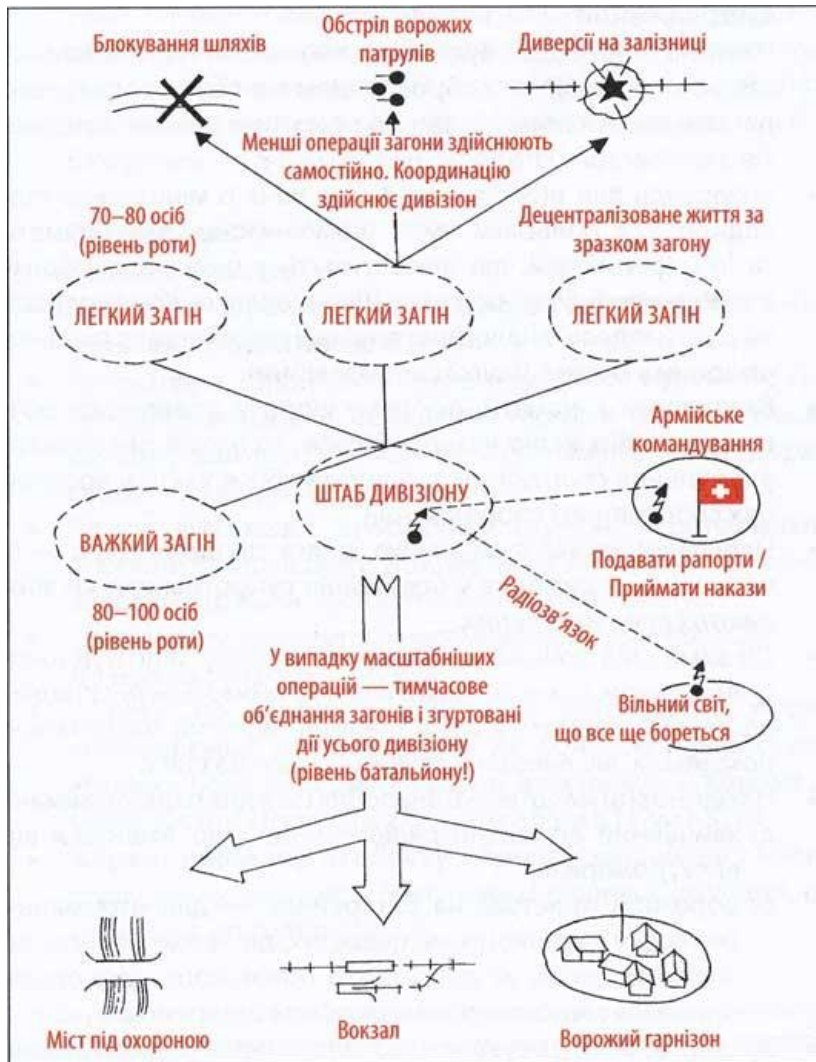 Блокування шляхів
Обстріл ворожих
патрулів
Диверсії на залізниці
Менші операції загони здійснюють
самостійно. Координацію
здійснює дивізіон
70–80 осіб
(рівень роти)
Децентралізоване життя за
зразком загону
ЛЕГКИЙ ЗАГІН
ЛЕГКИЙ ЗАГІН
ЛЕГКИЙ ЗАГІН
ШТАБ ДИВІЗІОНУ
Армійське
командування
ВАЖКИЙ ЗАГІН
Подавати рапорти /
Приймати накази
80–100 осіб
(рівень роти)
Радіозв’язок
У випадку масштабніших
операцій — тимчасове
об’єднання загонів і згуртовані
дії усього дивізіону
(рівень батальйону!)
Вільний світ,
що все ще бореться
Міст під охороною
Вокзал
Ворожий гарнізон